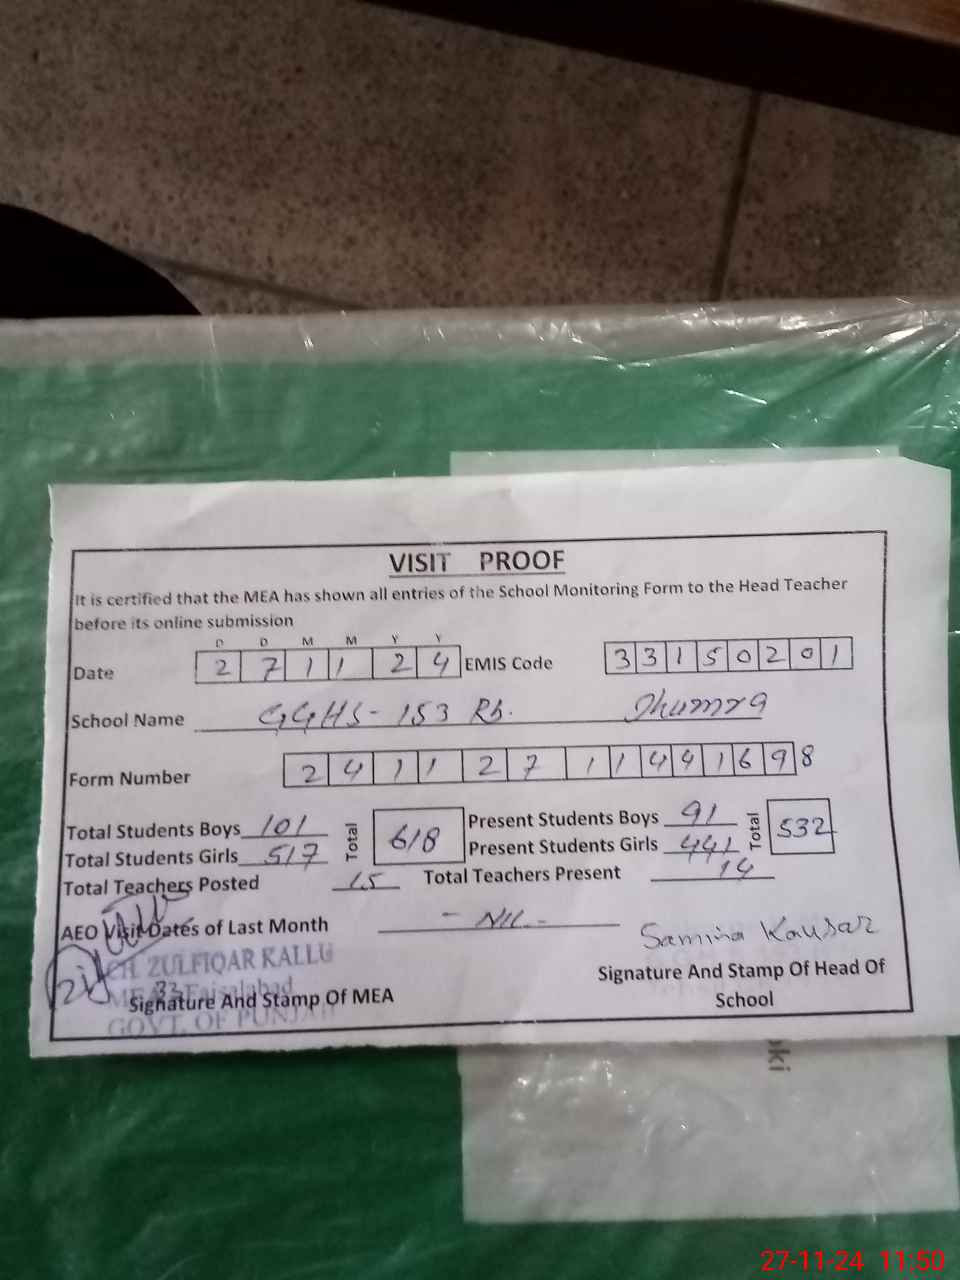 VISIT PROOF
It is certified that the MEA has shown all entries of the School Monitoring Form to the Head Teacher
before its online submission
D D M M Y Y
Date 2 7 1 1 2 4 EMIS Code 3 3 1 5 0 2 0 1
School Name GGHS - 153 Rb. Jhumra
Form Number 2 4 1 1 2 7 1 1 4 4 1 6 9 8
Total Students Boys 101 Total 618 Present Students Boys 91 Total 532
Total Students Girls 517 Present Students Girls 441
Total Teachers Posted 15 Total Teachers Present 14
AEO Visit Dates of Last Month - NIL -
Samina Kausar
CH. ZULFIQAR KALLU
MEA 33 Faisalabad
GOVT. OF PUNJAB
Signature And Stamp Of MEA
Signature And Stamp Of Head Of
School
oki
27-11-24 11:50